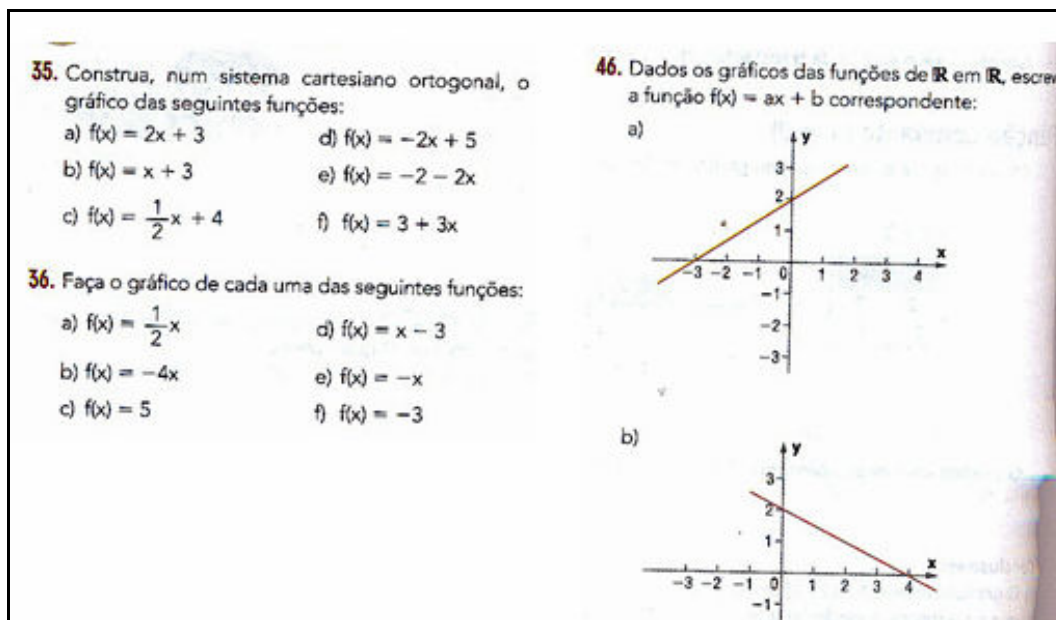 35. Construa, num sistema cartesiano ortogonal, o
gráfico das seguintes funções:
a) f(x) = 2x + 3
d) f(x) = −2x + 5
b) f(x) = x + 3
e) f(x) = −2 − 2x
c) f(x) = 1/2 x + 4
f) f(x) = 3 + 3x
36. Faça o gráfico de cada uma das seguintes funções:
a) f(x) = 1/2 x
d) f(x) = x − 3
b) f(x) = −4x
e) f(x) = −x
c) f(x) = 5
f) f(x) = −3
46. Dados os gráficos das funções de ℝ em ℝ,
a função f(x) = ax + b correspondente:
a)
y
3
2
1
x
−3 −2 −1 0 1 2 3 4
−1
−2
−3
b)
y
3
2
1
x
−3 −2 −1 0 1 2 3 4
−1